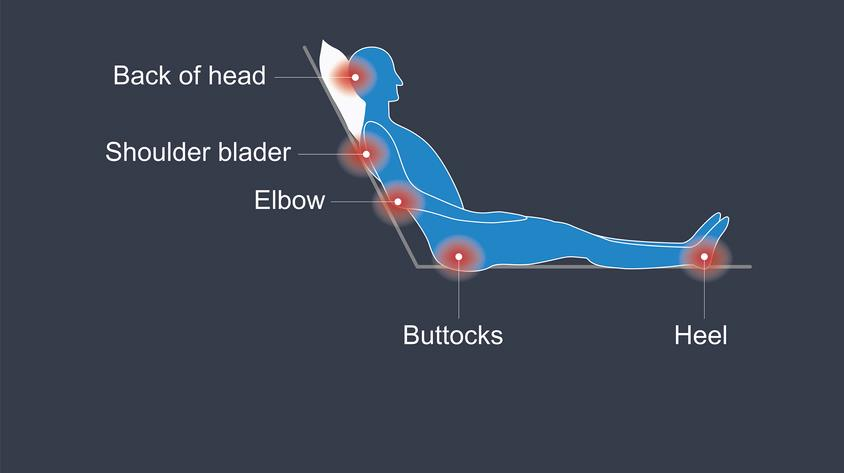 Back of head
Shoulder blader
Elbow
Buttocks
Heel